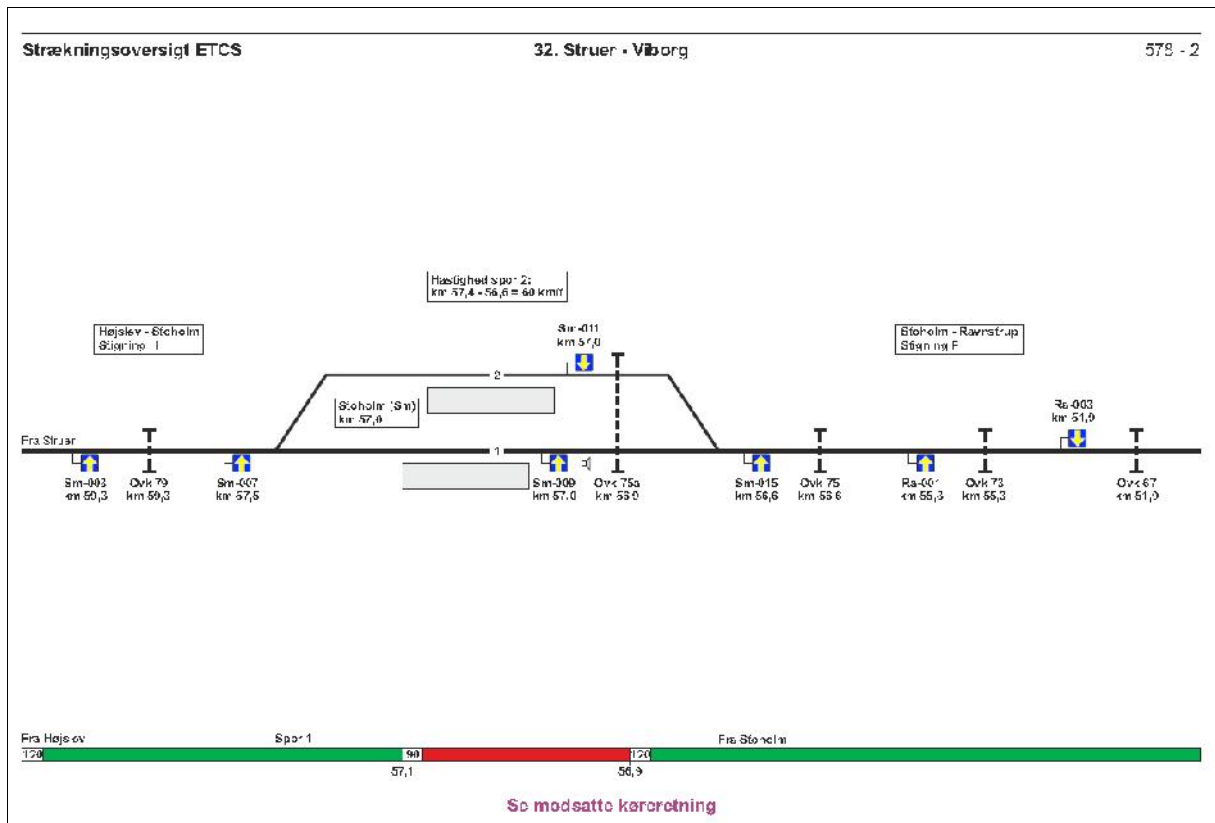 Strækningsoversigt ETCS
32. Struer - Viborg
578 - 2
Hastighed spor 2:
km 57,4 - 56,6 = 60 km/t
Højslev - Stoholm
Stigning
Sm-011
km 57,0
Stoholm - Ravnstrup
Stigning F
2
Stoholm (Sm)
km 57,0
Ra-003
km 51,9
Fra Struer
1
Sm-003
km 59,3
Ovk 79
km 59,3
Sm-007
km 57,5
Sm-009
km 57,0
Ovk 75a
km 56,9
Sm-015
km 56,6
Ovk 75
km 56,6
Ra-001
km 55,3
Ovk 73
km 55,3
Ovk 67
km 51,9
Fra Højslev
Spor 1
Fra Stoholm
120
90
120
57,1
56,9
Se modsatte køreretning